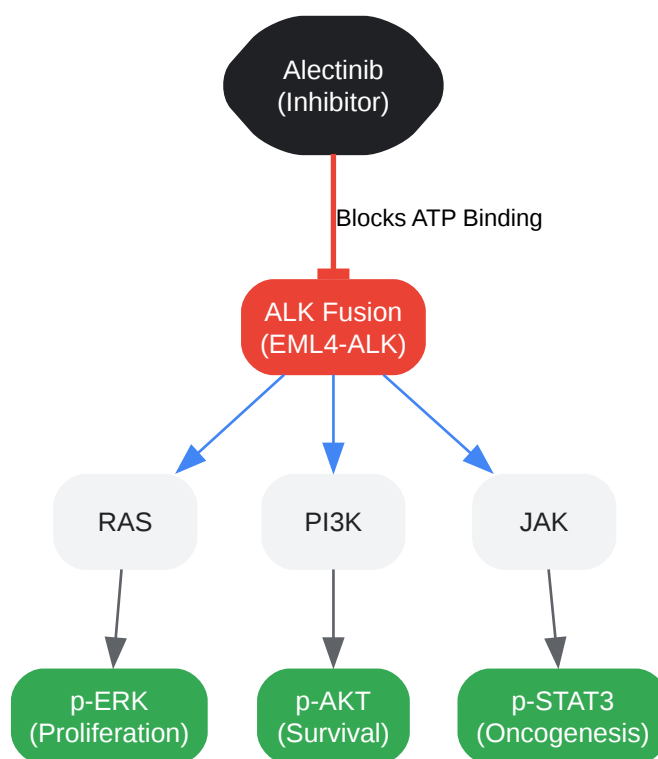 Alectinib
(Inhibitor)
Blocks ATP Binding
ALK Fusion
(EML4-ALK)
RAS
PI3K
JAK
p-ERK
(Proliferation)
p-AKT
(Survival)
p-STAT3
(Oncogenesis)